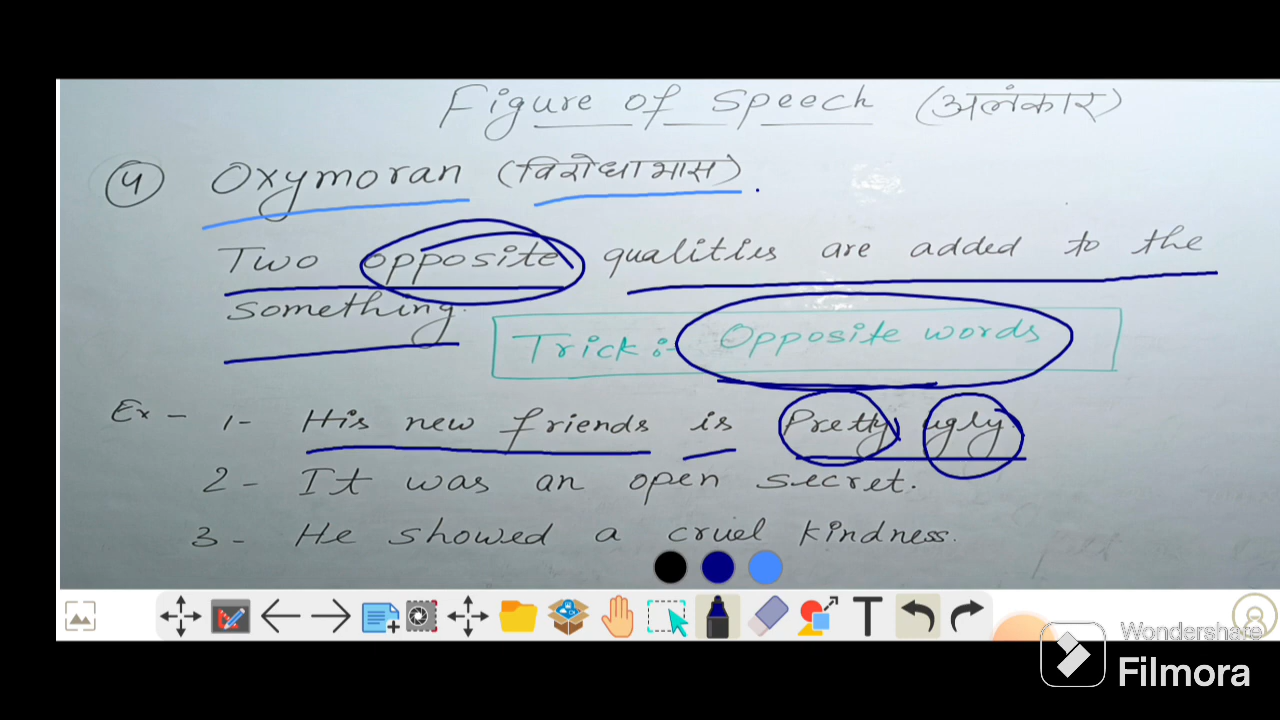 Figure of Speech (अलंकार)
४ Oxymoran (विरोधाभास).
Two opposite qualities are added to the
something.
Trick :- Opposite words
Ex - 1- His new friends is Pretty ugly.
2- It was an open secret.
3- He showed a cruel kindness.
T
Wondershare
Filmora